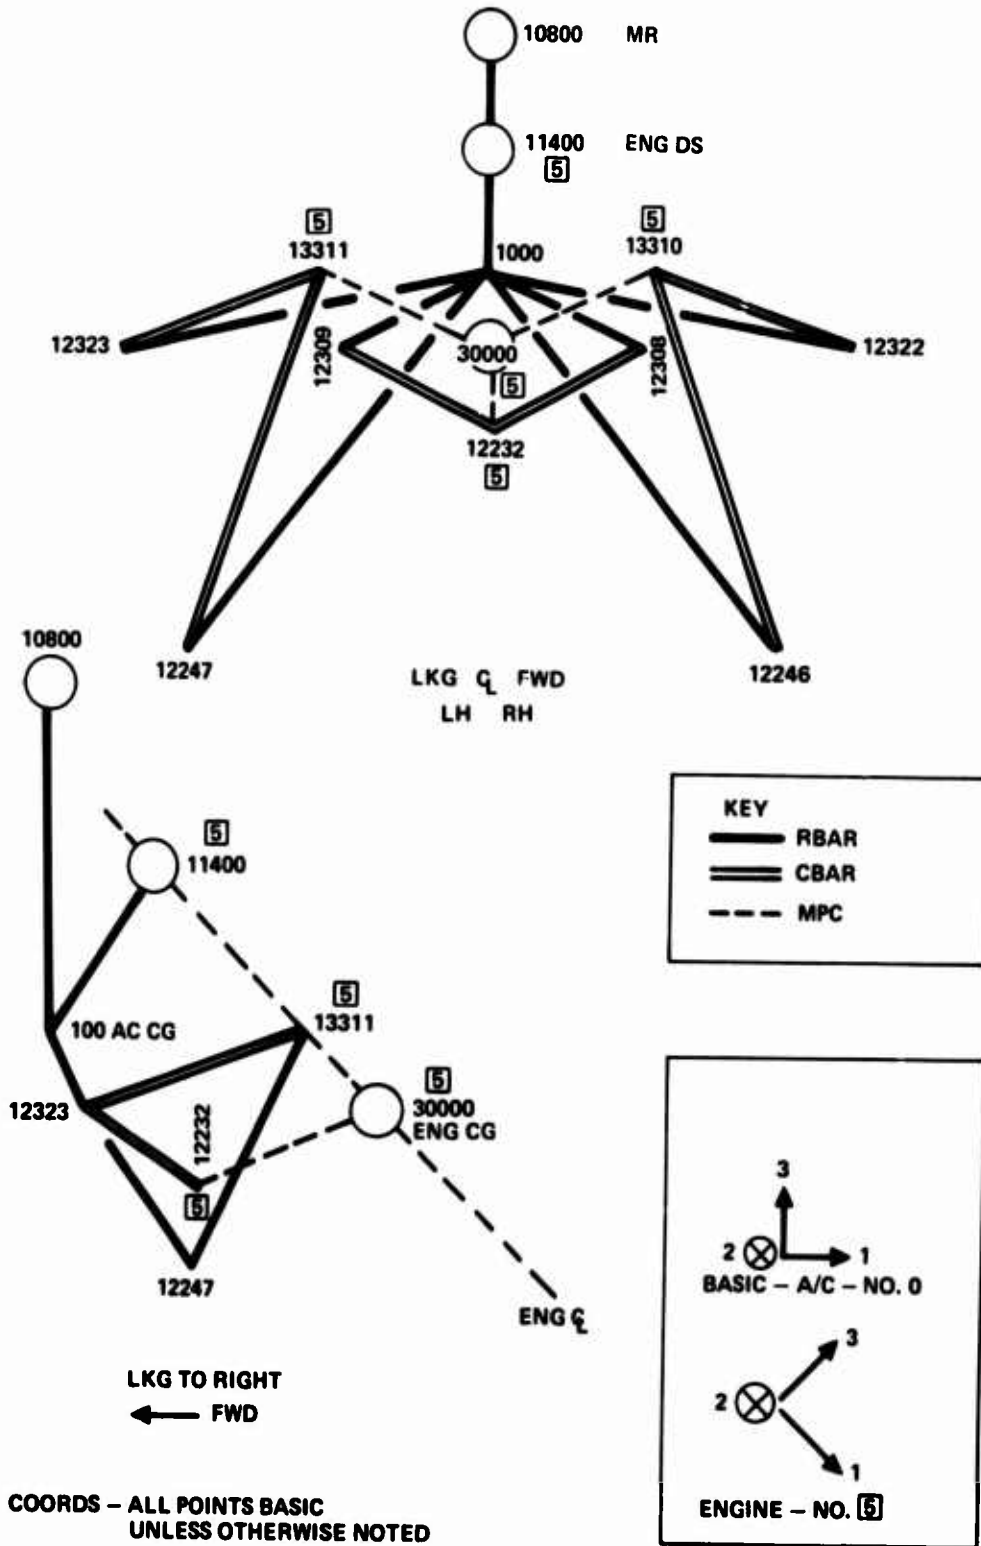 10800 MR
11400 ENG DS
5
5
13311
1000
5
13310
12323
12309
30000
5
12308
12322
12232
5
12247
12246
LKG ℄ FWD
LH RH
10800
5
11400
KEY
RBAR
CBAR
MPC
100 AC CG
5
13311
12323
12232
5
5
30000
ENG CG
12247
ENG ℄
3
2
1
BASIC – A/C – NO. 0
3
2
1
ENGINE – NO. 5
LKG TO RIGHT
FWD
COORDS – ALL POINTS BASIC
UNLESS OTHERWISE NOTED